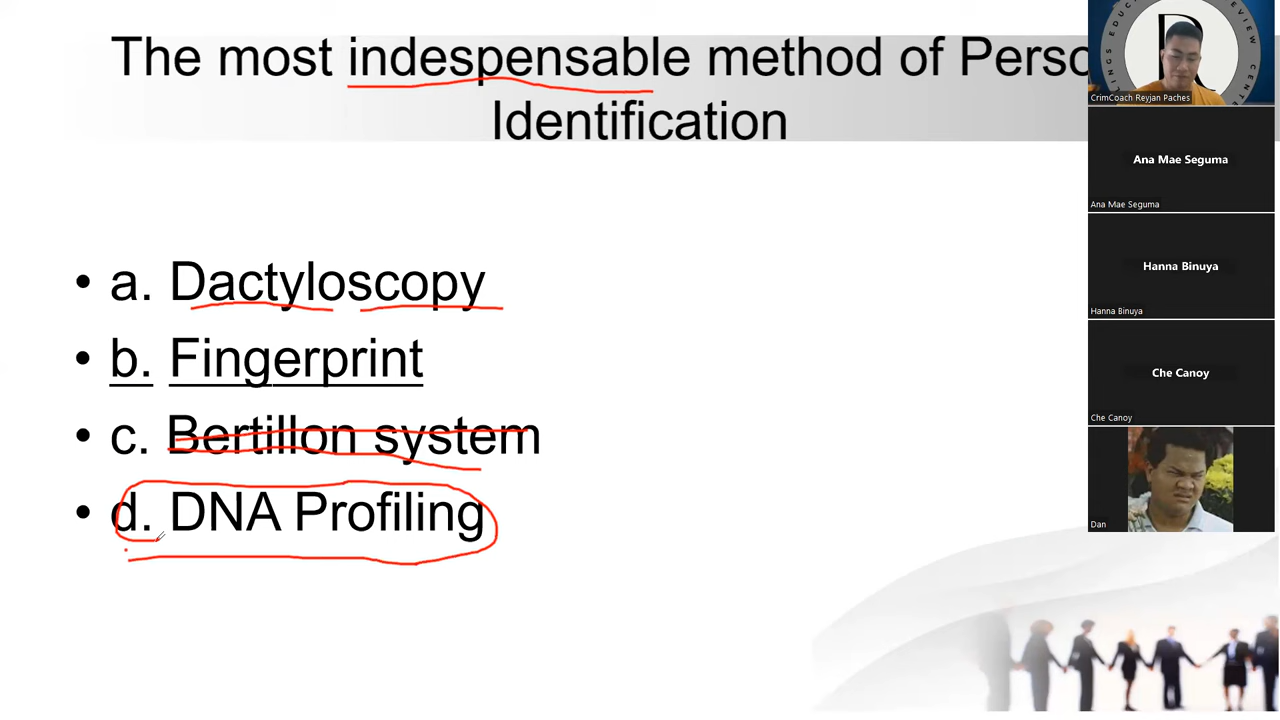 The most indespensable method of Perso
Identification
• a. Dactyloscopy
• b. Fingerprint
• c. Bertillon system
• d. DNA Profiling
CrimCoach Reyjan Paches
Ana Mae Seguma
Ana Mae Seguma
Hanna Binuya
Hanna Binuya
Che Canoy
Che Canoy
Dan